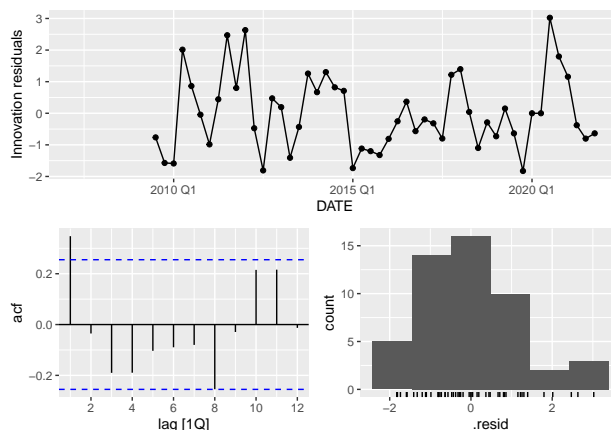 Innovation residuals
3
2
1
0
−1
−2
2010 Q1
2015 Q1
2020 Q1
DATE
acf
0.2
0.0
−0.2
2
4
6
8
10
12
lag [1Q]
count
15
10
5
0
−2
0
2
.resid